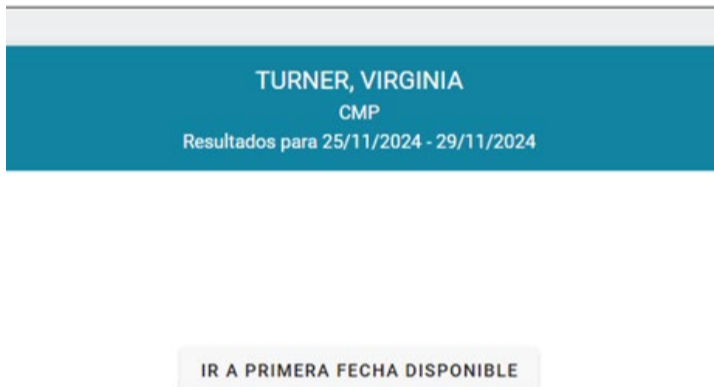 TURNER, VIRGINIA
CMP
Resultados para 25/11/2024 - 29/11/2024
IR A PRIMERA FECHA DISPONIBLE